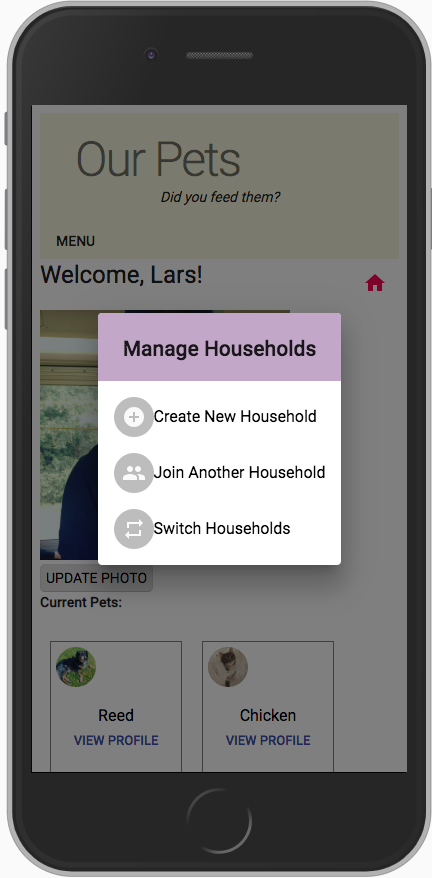 Our Pets
Did you feed them?
MENU
Welcome, Lars!
Manage Households
Create New Household
Join Another Household
Switch Households
UPDATE PHOTO
Current Pets:
Reed
Chicken
VIEW PROFILE
VIEW PROFILE